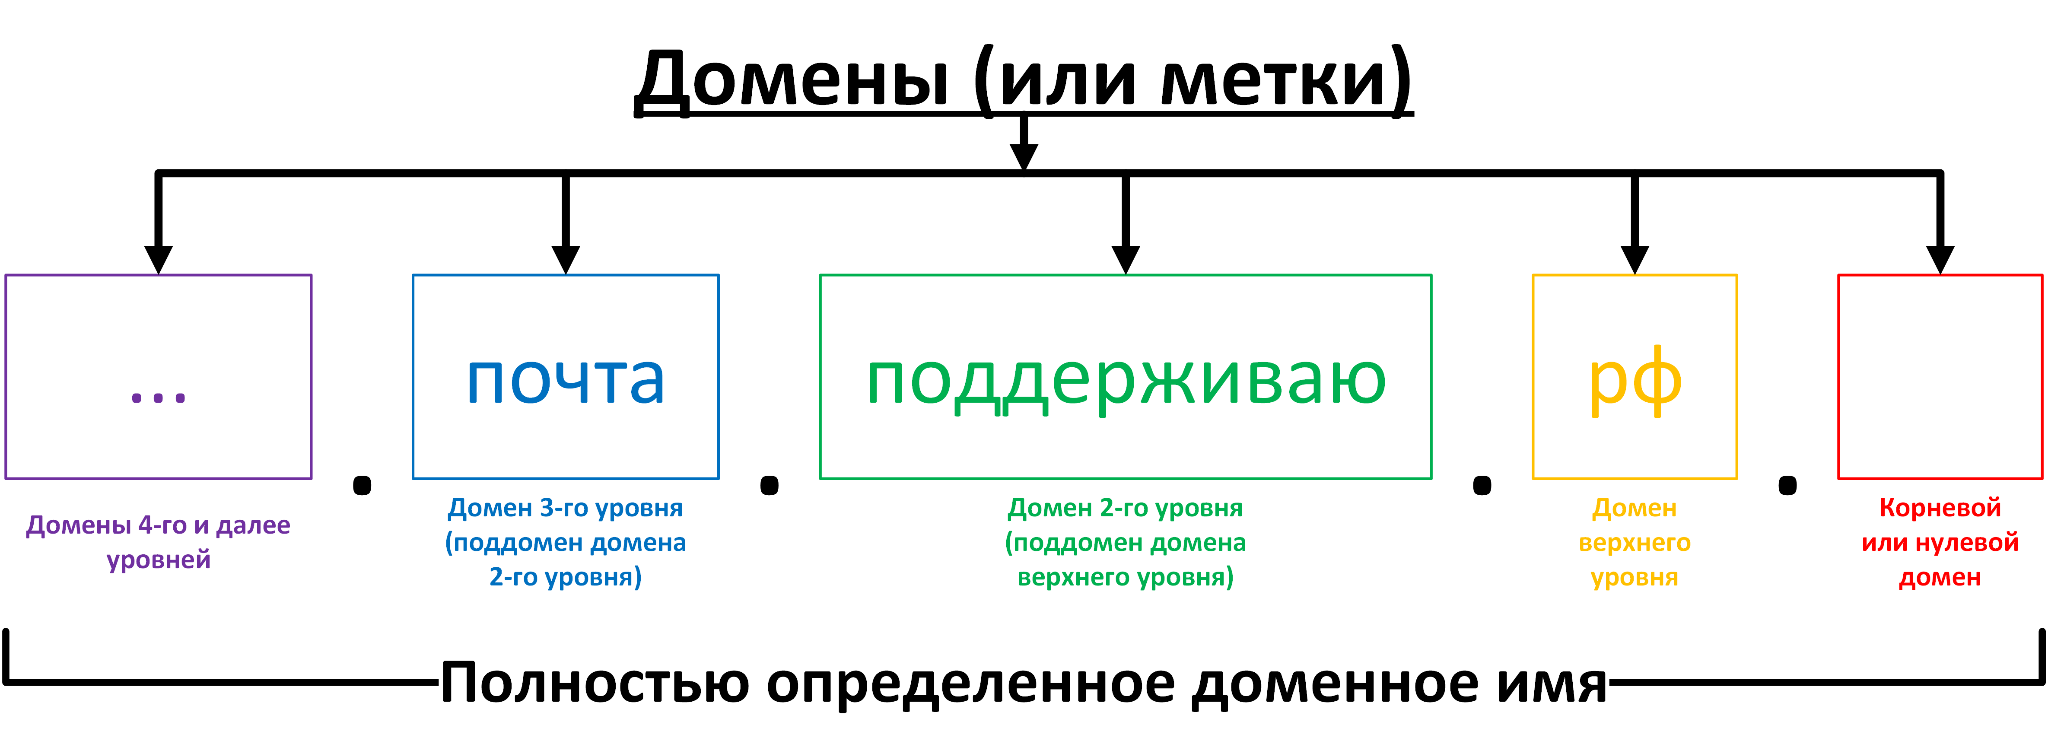 Домены (или метки)
... . почта . поддерживаю . рф .
Домены 4-го и далее
уровней
Домен 3-го уровня
(поддомен домена
2-го уровня)
Домен 2-го уровня
(поддомен домена
верхнего уровня)
Домен
верхнего
уровня
Корневой
или нулевой
домен
Полностью определенное доменное имя